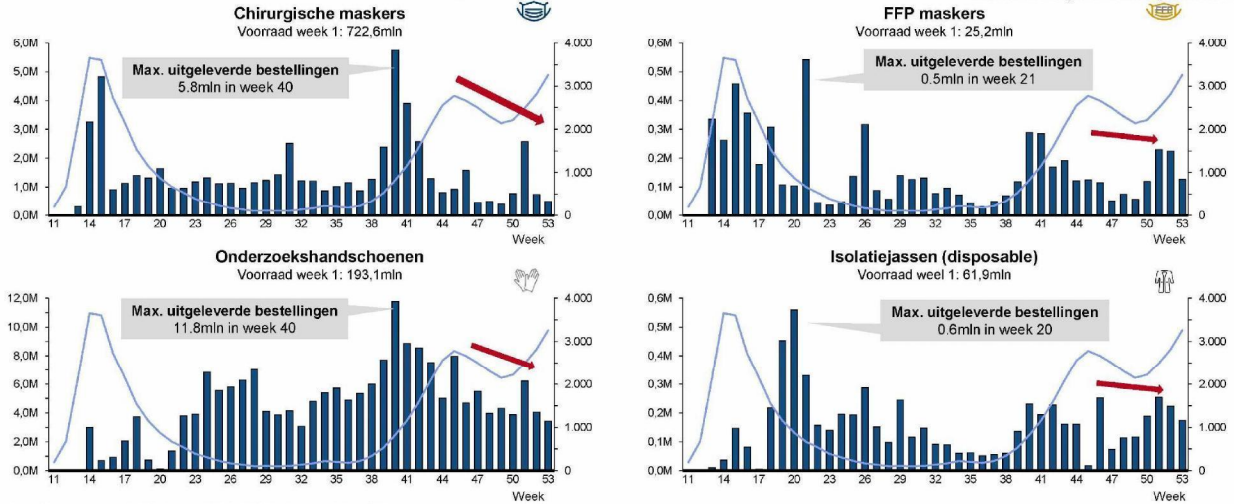 Chirurgische maskers
Voorraad week 1: 722,6mln
6,0M
5,0M
4,0M
3,0M
2,0M
1,0M
0,0M
4.000
3.000
2.000
1.000
0
Max. uitgeleverde bestellingen
5.8mln in week 40
11 14 17 20 23 26 29 32 35 38 41 44 47 50 53
Week
FFP maskers
Voorraad week 1: 25,2mln
0,6M
0,5M
0,4M
0,3M
0,2M
0,1M
0,0M
4.000
3.000
2.000
1.000
0
Max. uitgeleverde bestellingen
0.5mln in week 21
11 14 17 20 23 26 29 32 35 38 41 44 47 50 53
Week
Onderzoekshandschoenen
Voorraad week 1: 193,1mln
12,0M
10,0M
8,0M
6,0M
4,0M
2,0M
0,0M
4.000
3.000
2.000
1.000
0
Max. uitgeleverde bestellingen
11.8mln in week 40
11 14 17 20 23 26 29 32 35 38 41 44 47 50 53
Week
Isolatiejassen (disposable)
Voorraad weel 1: 61,9mln
0,6M
0,5M
0,4M
0,3M
0,2M
0,1M
0,0M
4.000
3.000
2.000
1.000
0
Max. uitgeleverde bestellingen
0.6mln in week 20
11 14 17 20 23 26 29 32 35 38 41 44 47 50 53
Week